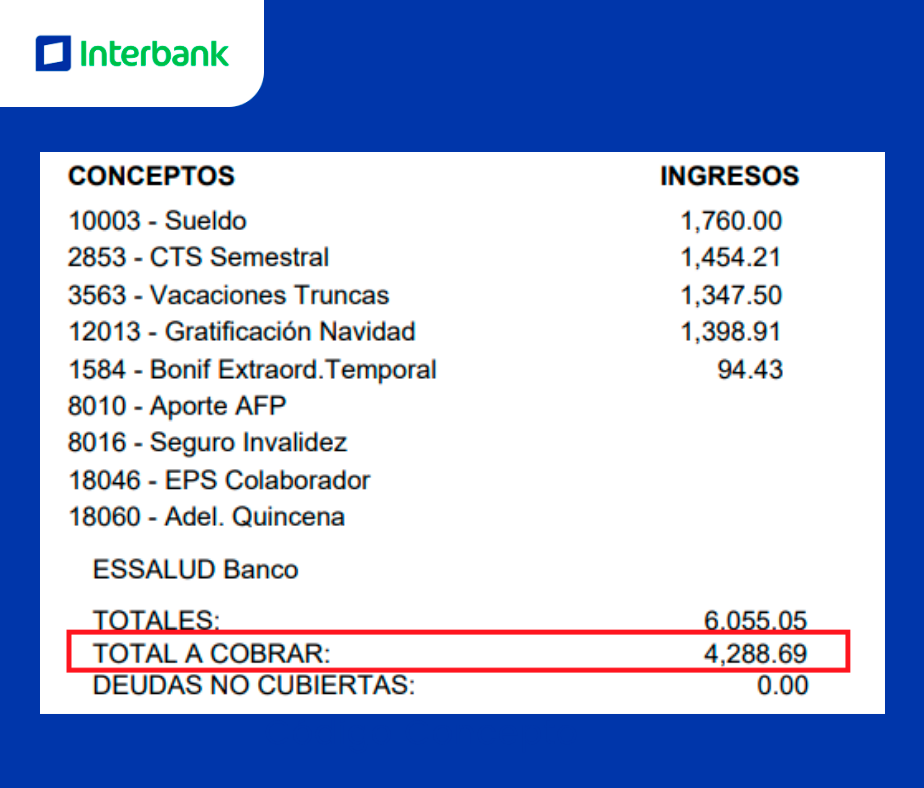 Interbank
CONCEPTOS INGRESOS
10003 - Sueldo 1,760.00
2853 - CTS Semestral 1,454.21
3563 - Vacaciones Truncas 1,347.50
12013 - Gratificación Navidad 1,398.91
1584 - Bonif Extraord.Temporal 94.43
8010 - Aporte AFP
8016 - Seguro Invalidez
18046 - EPS Colaborador
18060 - Adel. Quincena
ESSALUD Banco
TOTALES: 6.055.05
TOTAL A COBRAR: 4,288.69
DEUDAS NO CUBIERTAS: 0.00